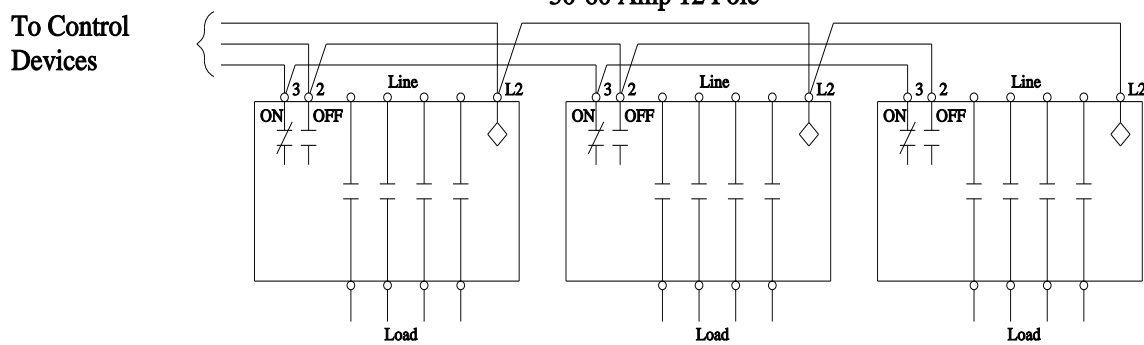 30-60 Amp 12 Pole
To Control
Devices
3 2 Line L2
3 2 Line L2
3 2 Line L2
ON OFF
ON OFF
ON OFF
Load
Load
Load